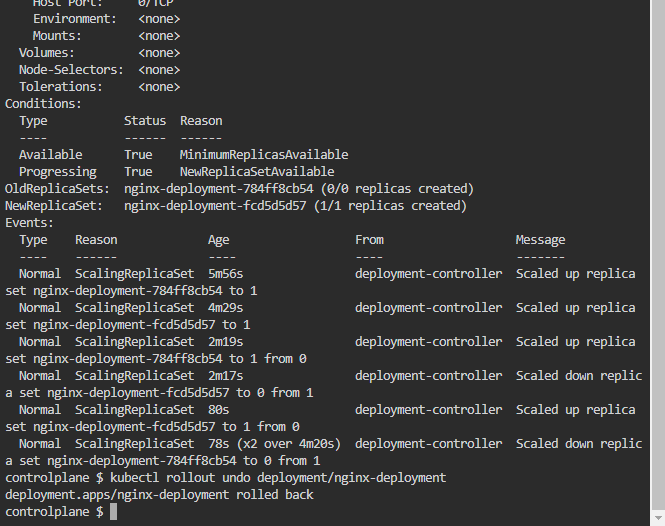 Host Port: 0/TCP
Environment: <none>
Mounts: <none>
Volumes: <none>
Node-Selectors: <none>
Tolerations: <none>
Conditions:
Type Status Reason
---- ------ ------
Available True MinimumReplicasAvailable
Progressing True NewReplicaSetAvailable
OldReplicaSets: nginx-deployment-784ff8cb54 (0/0 replicas created)
NewReplicaSet: nginx-deployment-fcd5d5d57 (1/1 replicas created)
Events:
Type Reason Age From Message
---- ------ ---- ---- -------
Normal ScalingReplicaSet 5m56s deployment-controller Scaled up replica
set nginx-deployment-784ff8cb54 to 1
Normal ScalingReplicaSet 4m29s deployment-controller Scaled up replica
set nginx-deployment-fcd5d5d57 to 1
Normal ScalingReplicaSet 2m19s deployment-controller Scaled up replica
set nginx-deployment-784ff8cb54 to 1 from 0
Normal ScalingReplicaSet 2m17s deployment-controller Scaled down replic
a set nginx-deployment-fcd5d5d57 to 0 from 1
Normal ScalingReplicaSet 80s deployment-controller Scaled up replica
set nginx-deployment-fcd5d5d57 to 1 from 0
Normal ScalingReplicaSet 78s (x2 over 4m20s) deployment-controller Scaled down replic
a set nginx-deployment-784ff8cb54 to 0 from 1
controlplane $ kubectl rollout undo deployment/nginx-deployment
deployment.apps/nginx-deployment rolled back
controlplane $